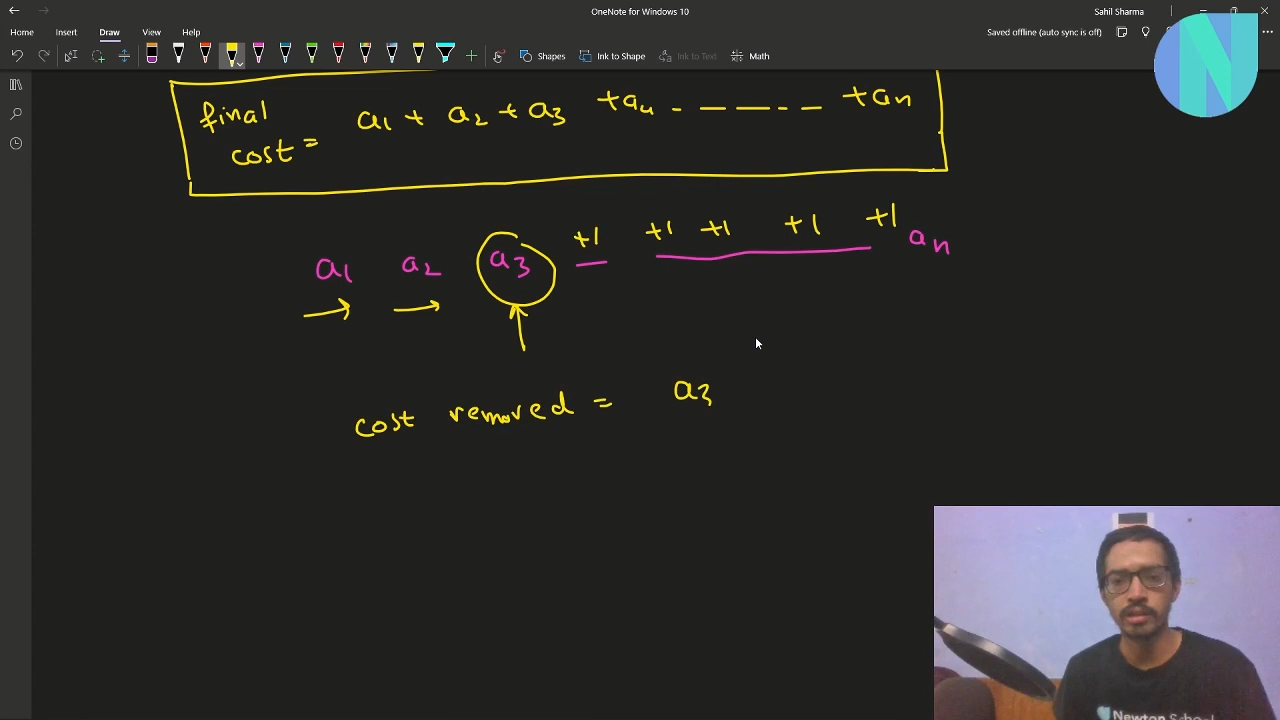 OneNote for Windows 10
Sahil Sharma
Home Insert Draw View Help
Saved offline (auto sync is off)
Shapes Ink to Shape Ink to Text Math
final cost = a1 + a2 + a3 + a4 - — — - — + an
+1 +1 +1 +1 +1
a1 a2 a3 an
cost removed = a3
Newton School